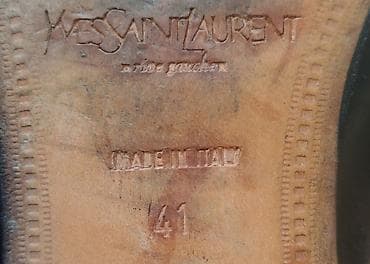 YVESSAINTLAURENT
rive gauche
MADE IN ITALY
41